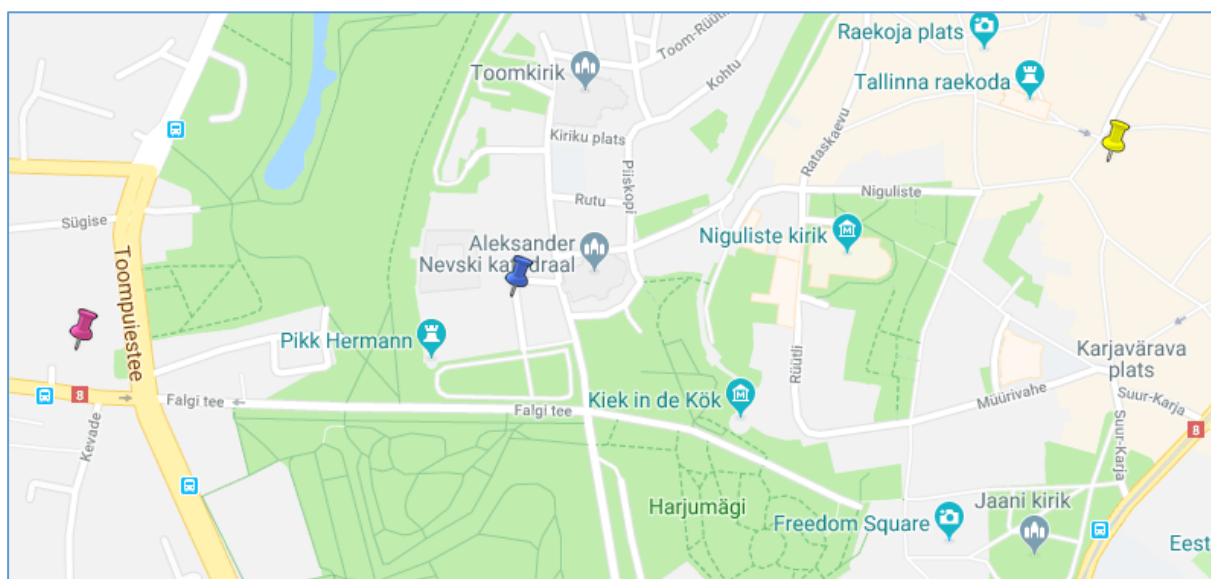 Raekoja plats
Toom-Rüütli
Toomkirik
Kohtu
Tallinna raekoda
Kiriku plats
Rataskaevu
Piiskopi
Rutu
Niguliste
Sügise
Niguliste kirik
Aleksander
Nevski katedraal
Toompuiestee
Pikk Hermann
Rüütli
Karjavärava
plats
Kiek in de Kök
Müürivahe
Suur-Karja
8
Falgi tee
Falgi tee
Suur-Karja
8
Kevade
Harjumägi
Jaani kirik
Freedom Square
Eest